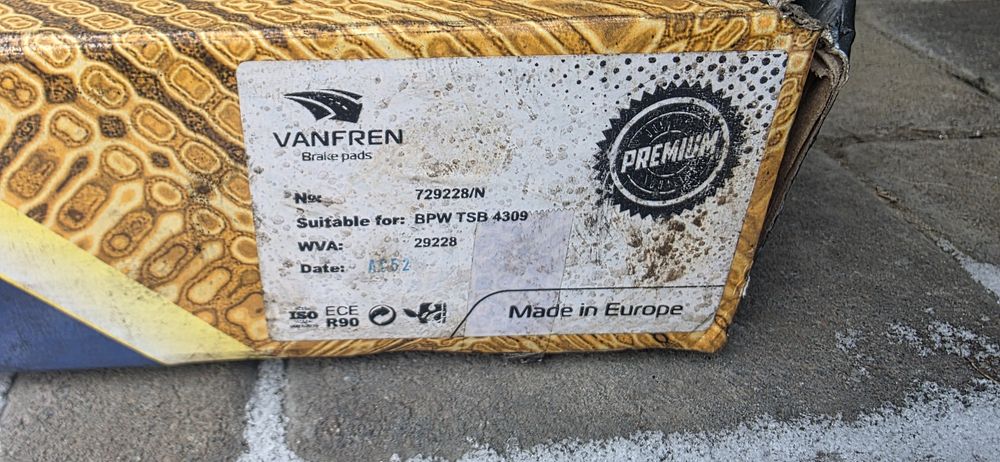 VANFREN
Brake pads
PREMIUM
No: 729228/N
Suitable for: BPW TSB 4309
WVA: 29228
Date: AC52
ISO
ECE
R90
Made in Europe